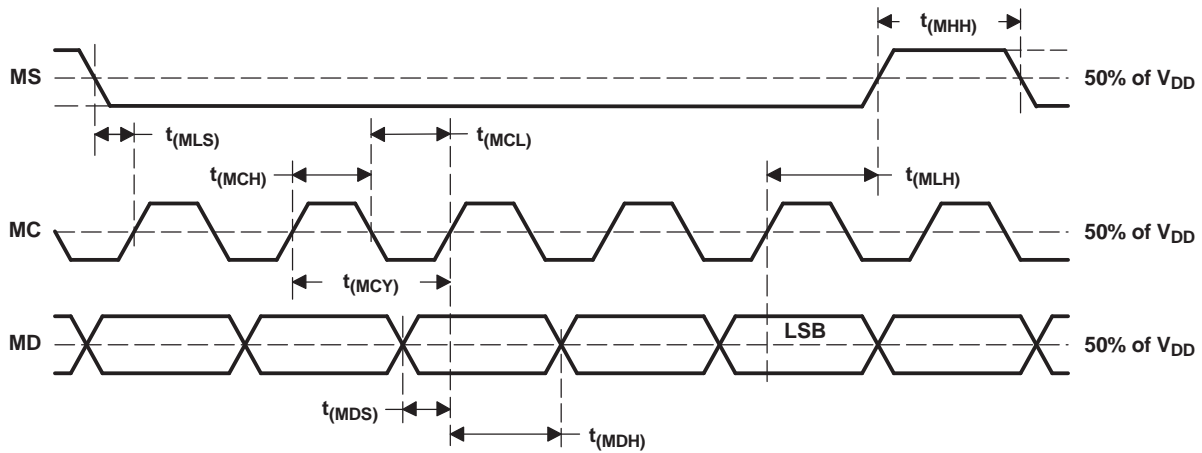 t(MHH)
MS
50% of VDD
t(MLS)
t(MCL)
t(MCH)
t(MLH)
MC
50% of VDD
t(MCY)
MD
LSB
50% of VDD
t(MDS)
t(MDH)